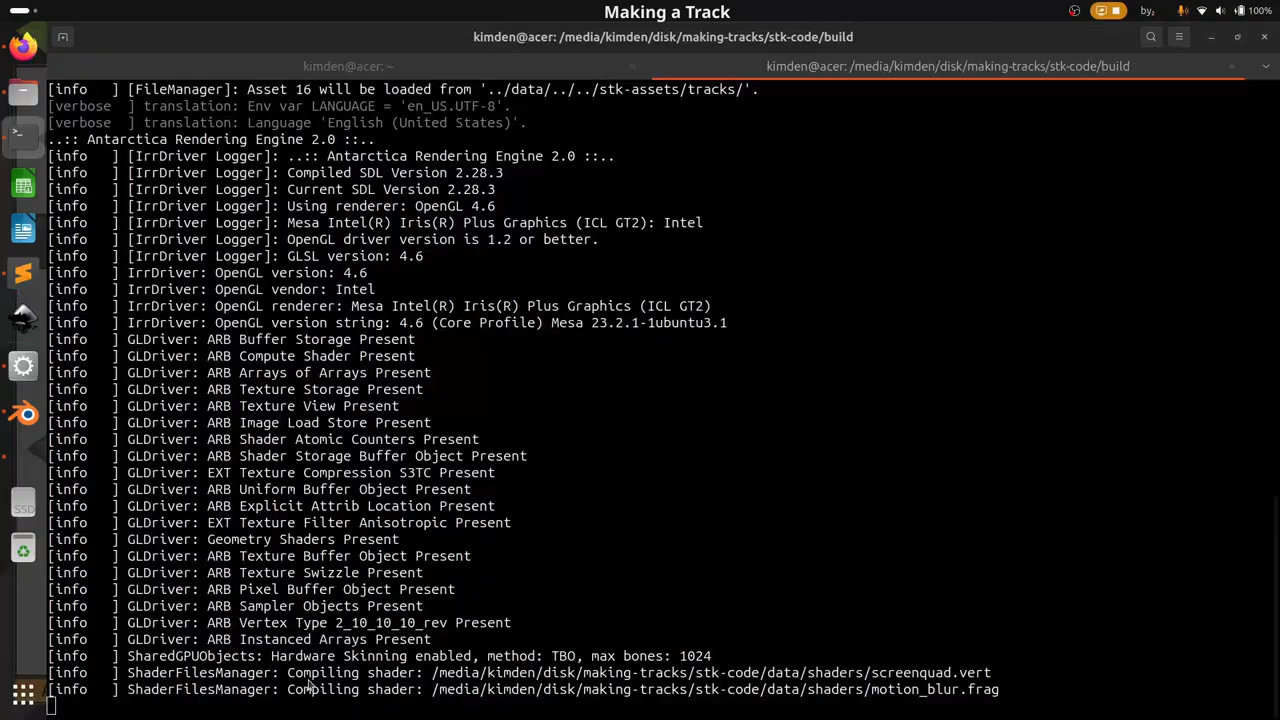 Making a Track
by₂
100%
kimden@acer: /media/kimden/disk/making-tracks/stk-code/build
kimden@acer: ~
kimden@acer: /media/kimden/disk/making-tracks/stk-code/build
[info   ] [FileManager]: Asset 16 will be loaded from '../data/../../stk-assets/tracks/'.
[verbose  ] translation: Env var LANGUAGE = 'en_US.UTF-8'.
[verbose  ] translation: Language 'English (United States)'.
..:: Antarctica Rendering Engine 2.0 ::..
[info   ] [IrrDriver Logger]: ..:: Antarctica Rendering Engine 2.0 ::..
[info   ] [IrrDriver Logger]: Compiled SDL Version 2.28.3
[info   ] [IrrDriver Logger]: Current SDL Version 2.28.3
[info   ] [IrrDriver Logger]: Using renderer: OpenGL 4.6
[info   ] [IrrDriver Logger]: Mesa Intel(R) Iris(R) Plus Graphics (ICL GT2): Intel
[info   ] [IrrDriver Logger]: OpenGL driver version is 1.2 or better.
[info   ] [IrrDriver Logger]: GLSL version: 4.6
[info   ] IrrDriver: OpenGL version: 4.6
[info   ] IrrDriver: OpenGL vendor: Intel
[info   ] IrrDriver: OpenGL renderer: Mesa Intel(R) Iris(R) Plus Graphics (ICL GT2)
[info   ] IrrDriver: OpenGL version string: 4.6 (Core Profile) Mesa 23.2.1-1ubuntu3.1
[info   ] GLDriver: ARB Buffer Storage Present
[info   ] GLDriver: ARB Compute Shader Present
[info   ] GLDriver: ARB Arrays of Arrays Present
[info   ] GLDriver: ARB Texture Storage Present
[info   ] GLDriver: ARB Texture View Present
[info   ] GLDriver: ARB Image Load Store Present
[info   ] GLDriver: ARB Shader Atomic Counters Present
[info   ] GLDriver: ARB Shader Storage Buffer Object Present
[info   ] GLDriver: EXT Texture Compression S3TC Present
[info   ] GLDriver: ARB Uniform Buffer Object Present
[info   ] GLDriver: ARB Explicit Attrib Location Present
[info   ] GLDriver: EXT Texture Filter Anisotropic Present
[info   ] GLDriver: Geometry Shaders Present
[info   ] GLDriver: ARB Texture Buffer Object Present
[info   ] GLDriver: ARB Texture Swizzle Present
[info   ] GLDriver: ARB Pixel Buffer Object Present
[info   ] GLDriver: ARB Sampler Objects Present
[info   ] GLDriver: ARB Vertex Type 2_10_10_10_rev Present
[info   ] GLDriver: ARB Instanced Arrays Present
[info   ] SharedGPUObjects: Hardware Skinning enabled, method: TBO, max bones: 1024
[info   ] ShaderFilesManager: Compiling shader: /media/kimden/disk/making-tracks/stk-code/data/shaders/screenquad.vert
[info   ] ShaderFilesManager: Compiling shader: /media/kimden/disk/making-tracks/stk-code/data/shaders/motion_blur.frag
SSD